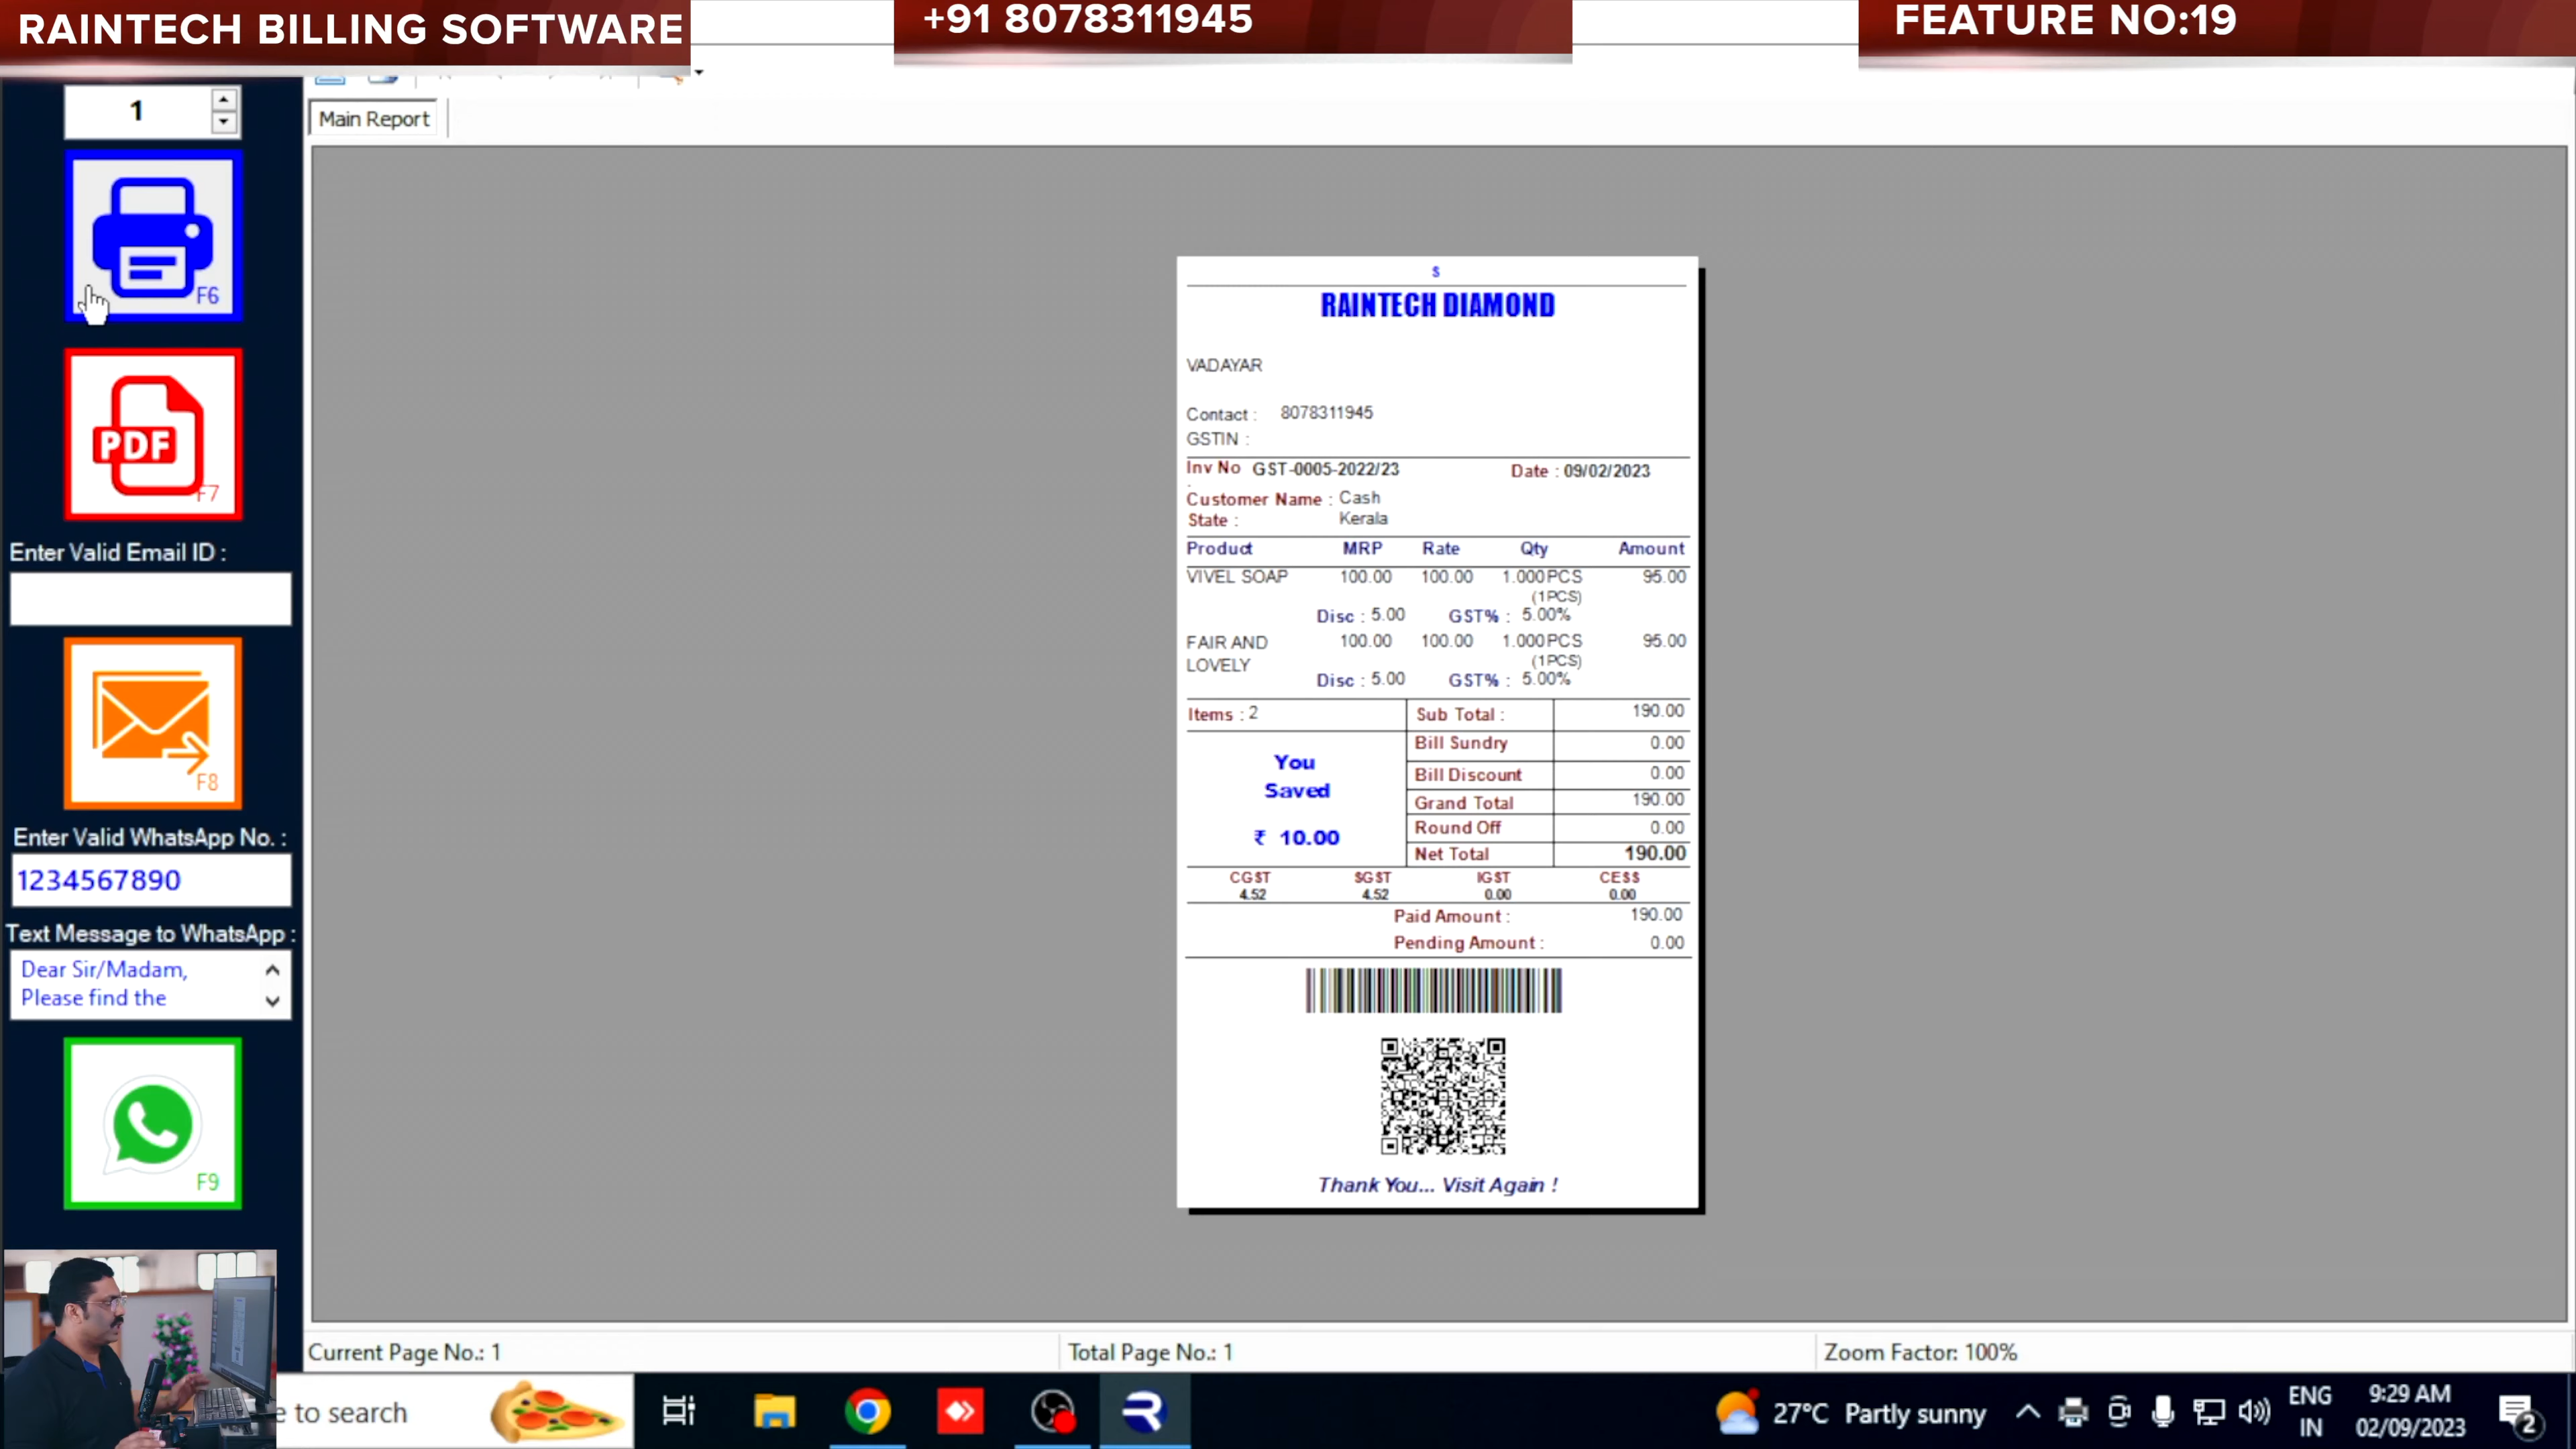 RAINTECH BILLING SOFTWARE
+91 8078311945
FEATURE NO:19
1
Main Report
F6
PDF
F7
Enter Valid Email ID :
F8
Enter Valid WhatsApp No. :
1234567890
Text Message to WhatsApp :
Dear Sir/Madam,
Please find the
F9
$
RAINTECH DIAMOND
VADAYAR
Contact : 8078311945
GSTIN :
Inv No GST-0005-2022/23 Date : 09/02/2023
:
Customer Name : Cash
State : Kerala
Product MRP Rate Qty Amount
VIVEL SOAP 100.00 100.00 1.000PCS 95.00
(1PCS)
Disc : 5.00 GST% : 5.00%
FAIR AND 100.00 100.00 1.000PCS 95.00
LOVELY (1PCS)
Disc : 5.00 GST% : 5.00%
Items : 2 Sub Total : 190.00
Bill Sundry 0.00
You
Saved
₹ 10.00
Bill Discount 0.00
Grand Total 190.00
Round Off 0.00
Net Total 190.00
CGST SGST IGST CESS
4.52 4.52 0.00 0.00
Paid Amount : 190.00
Pending Amount : 0.00
Thank You... Visit Again !
Current Page No.: 1 Total Page No.: 1 Zoom Factor: 100%
e to search
27°C Partly sunny
ENG
IN
9:29 AM
02/09/2023
2